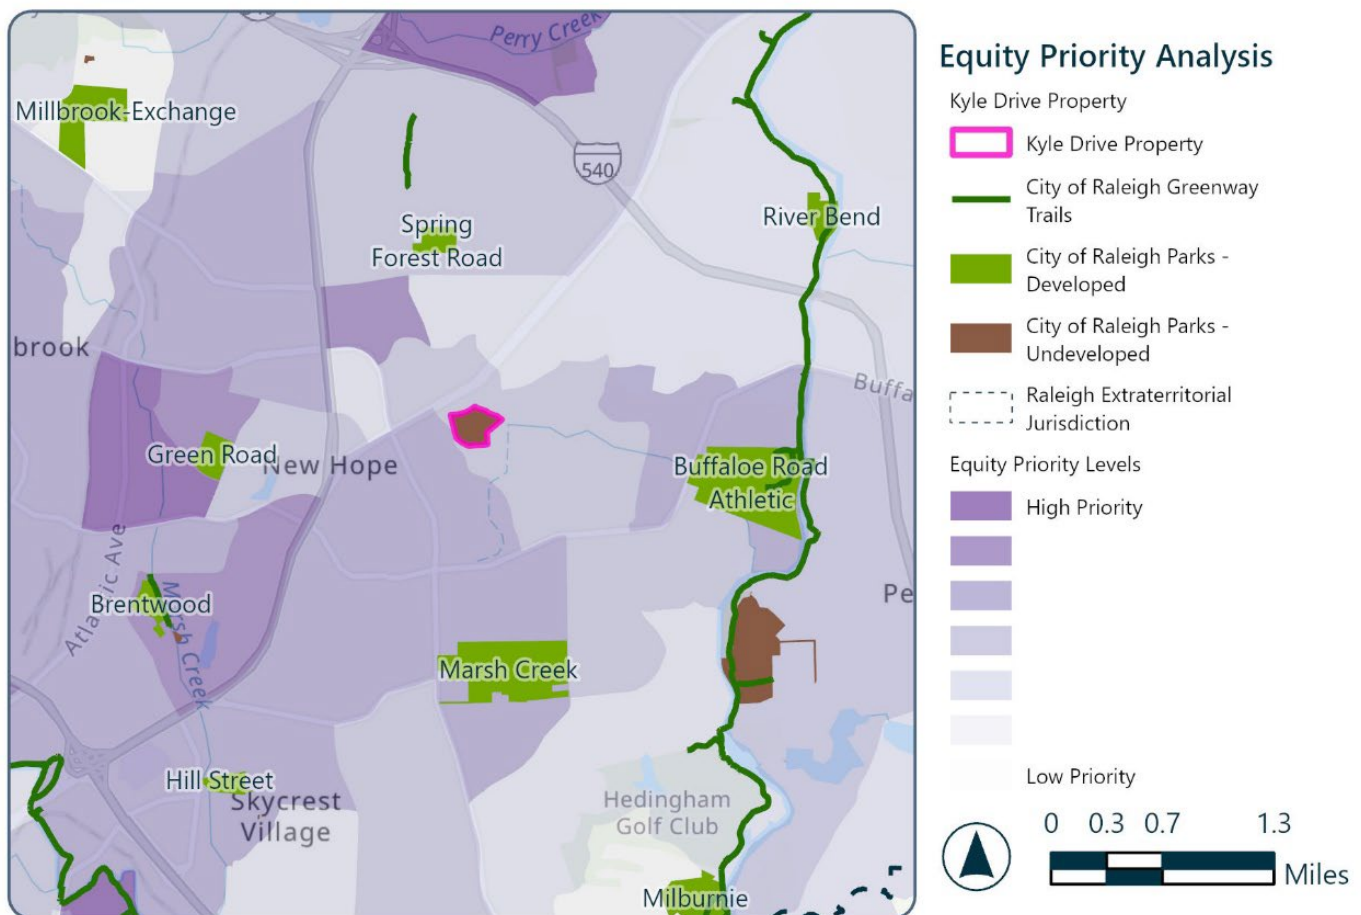 Perry Creek
Millbrook-Exchange
540
Spring
Forest Road
River Bend
brook
Buffa
Green Road
New Hope
Buffaloe Road
Athletic
Atlantic Ave
Brentwood
Marsh Creek
Pe
Marsh Creek
Hill Street
Skycrest
Village
Hedingham
Golf Club
Milburnie
Equity Priority Analysis
Kyle Drive Property
Kyle Drive Property
City of Raleigh Greenway
Trails
City of Raleigh Parks -
Developed
City of Raleigh Parks -
Undeveloped
Raleigh Extraterritorial
Jurisdiction
Equity Priority Levels
High Priority
Low Priority
0 0.3 0.7 1.3
Miles